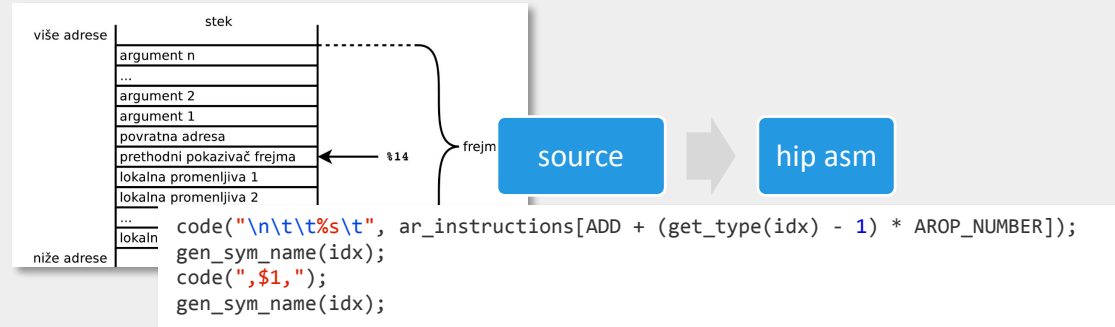 stek
više adrese
argument n
...
argument 2
argument 1
povratna adresa
prethodni pokazivač frejma
%14
frejm
lokalna promenljiva 1
lokalna promenljiva 2
...
niže adrese
source
hip asm
code("\n\t\t%s\t", ar_instructions[ADD + (get_type(idx) - 1) * AROP_NUMBER]);
gen_sym_name(idx);
code(",$1,");
gen_sym_name(idx);